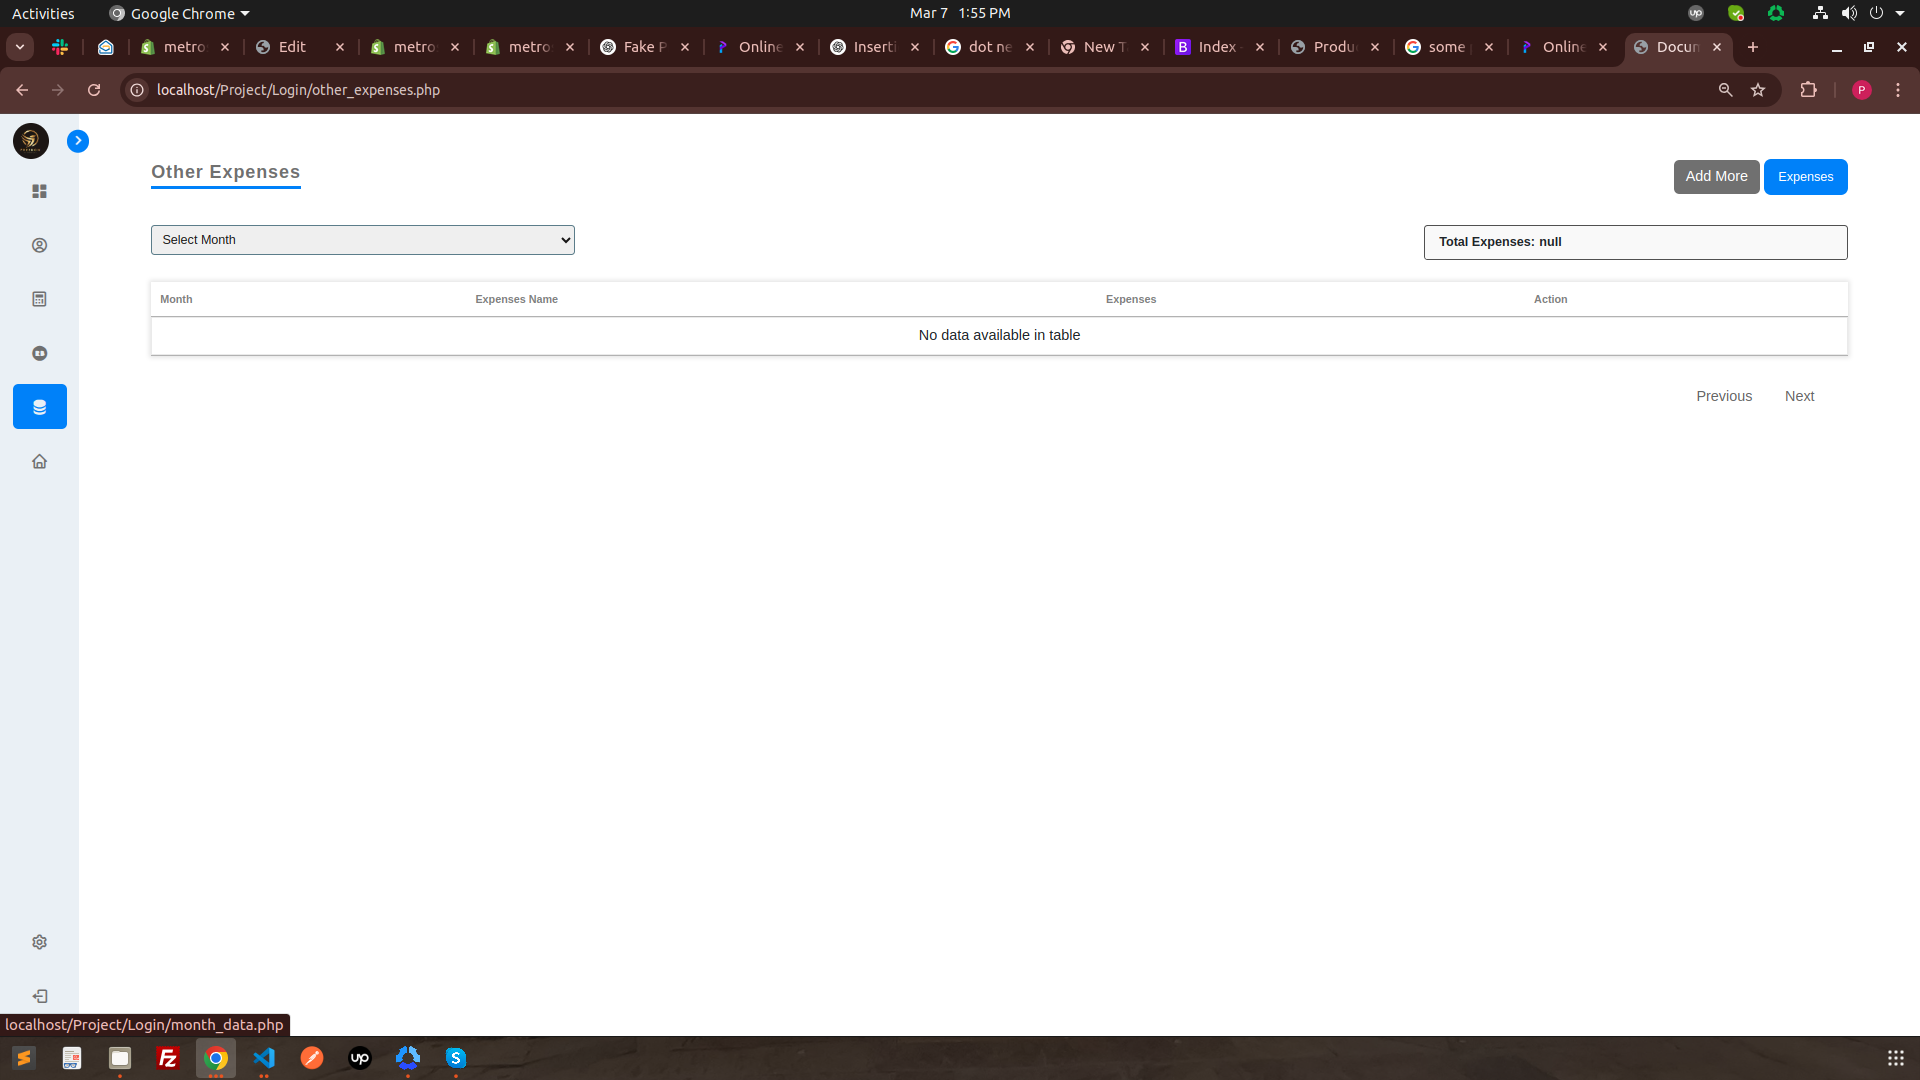 Activities
Google Chrome
Mar 7 1:55 PM
metro
Edit
metro
metro
Fake P
Online
Inserti
dot ne
New T
Index
Produ
some
Online
Docun
localhost/Project/Login/other_expenses.php
P
Other Expenses
Add More
Expenses
Select Month
Total Expenses: null
Month
Expenses Name
Expenses
Action
No data available in table
Previous
Next
localhost/Project/Login/month_data.php